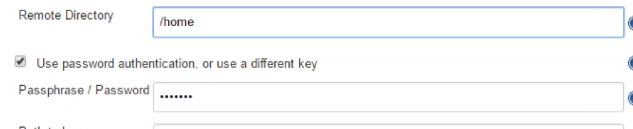 Remote Directory
/home
Use password authentication, or use a different key
Passphrase / Password
•••••••